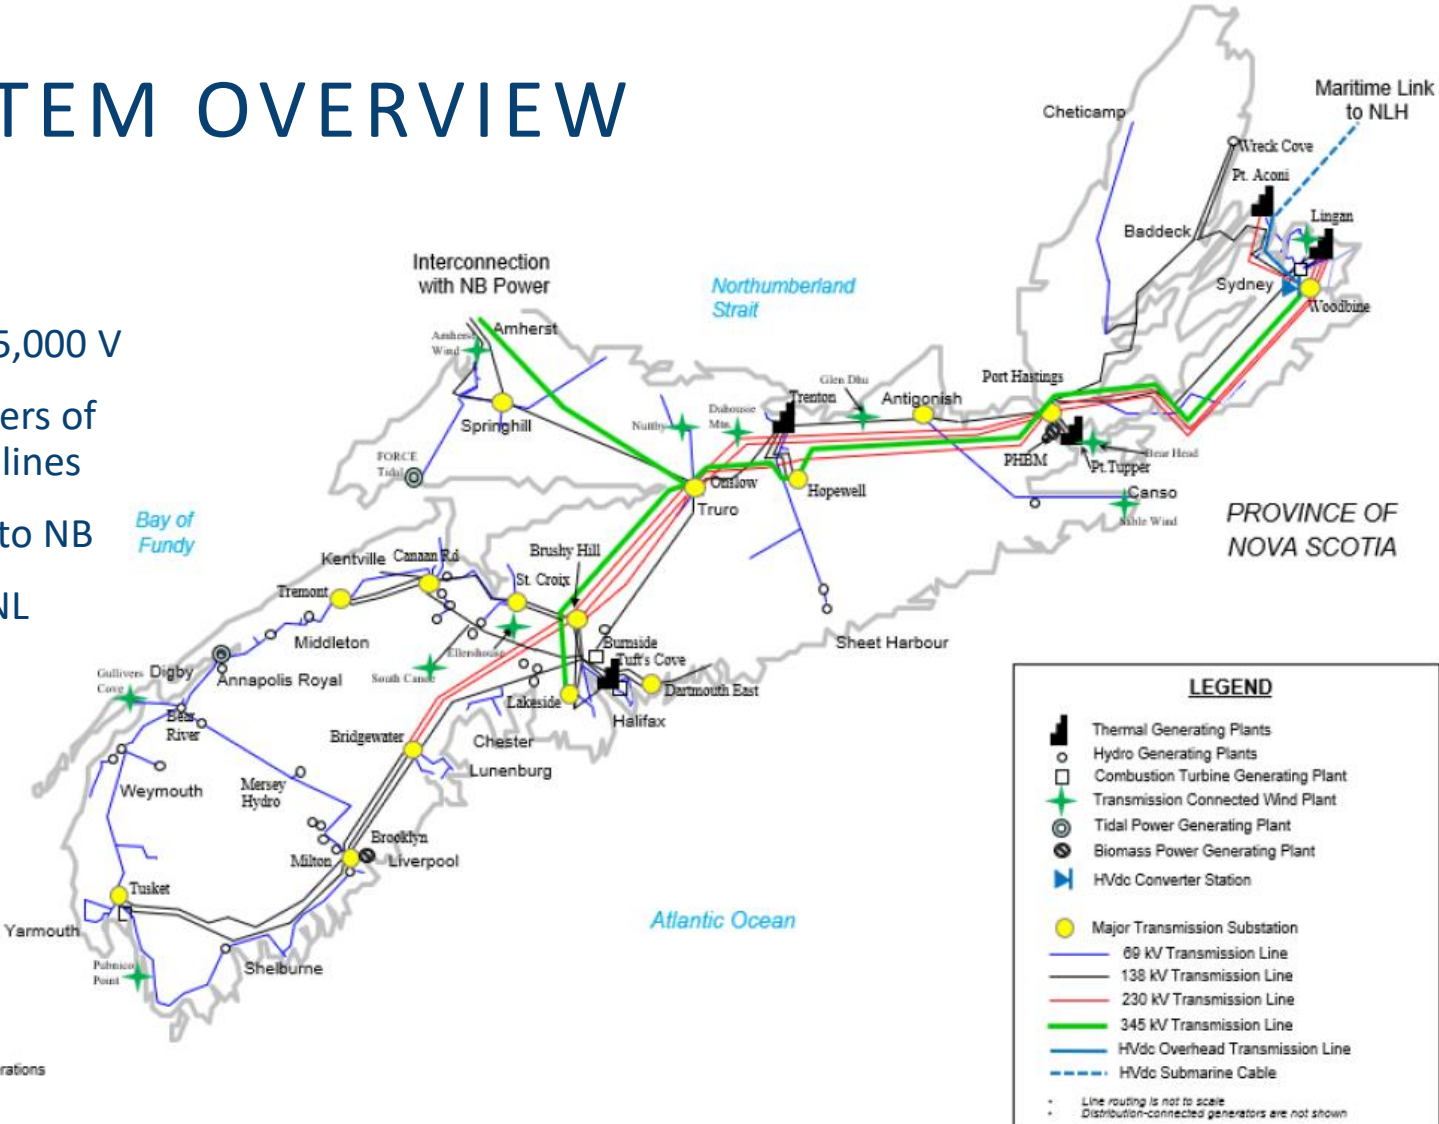 TEM OVERVIEW
5,000 V
ers of
lines
to NB
NL
rations
Maritime Link
to NLH
Cheticamp
Wreck Cove
Pt. Aconi
Lingan
Baddeck
Sydney
Woodbine
Interconnection
with NB Power
Northumberland
Strait
Amherst
Amherst
Wind
Springhill
FORCE
Tidal
Nuttby
Dalhousie
Mtn.
Trenton
Glen Dhu
Antigonish
Port Hastings
PHBM
Pt.Tupper
Bear Head
Canso
Sable Wind
Hopewell
Onslow
Truro
PROVINCE OF
NOVA SCOTIA
Bay of
Fundy
Kentville
Canaan Rd
Brushy Hill
St. Croix
Tremont
Middleton
Ellershouse
South Canoe
Burnside
Tuft's Cove
Dartmouth East
Sheet Harbour
Gullivers
Cove
Digby
Annapolis Royal
Lakeside
Halifax
Bear
River
Bridgewater
Chester
Lunenburg
Weymouth
Mersey
Hydro
Brooklyn
Milton
Liverpool
Tusket
Yarmouth
Pubnico
Point
Shelburne
Atlantic Ocean
LEGEND
Thermal Generating Plants
Hydro Generating Plants
Combustion Turbine Generating Plant
Transmission Connected Wind Plant
Tidal Power Generating Plant
Biomass Power Generating Plant
HVdc Converter Station
Major Transmission Substation
69 kV Transmission Line
138 kV Transmission Line
230 kV Transmission Line
345 kV Transmission Line
HVdc Overhead Transmission Line
HVdc Submarine Cable
- Line routing is not to scale
- Distribution-connected generators are not shown